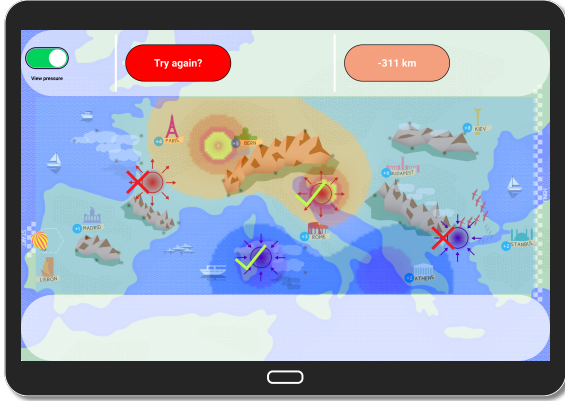 Try again?
-311 km
View pressure
KIEV
PARIS
BERN
BUDAPEST
MADRID
ROME
ISTANBUL
ATHENS
LISBON